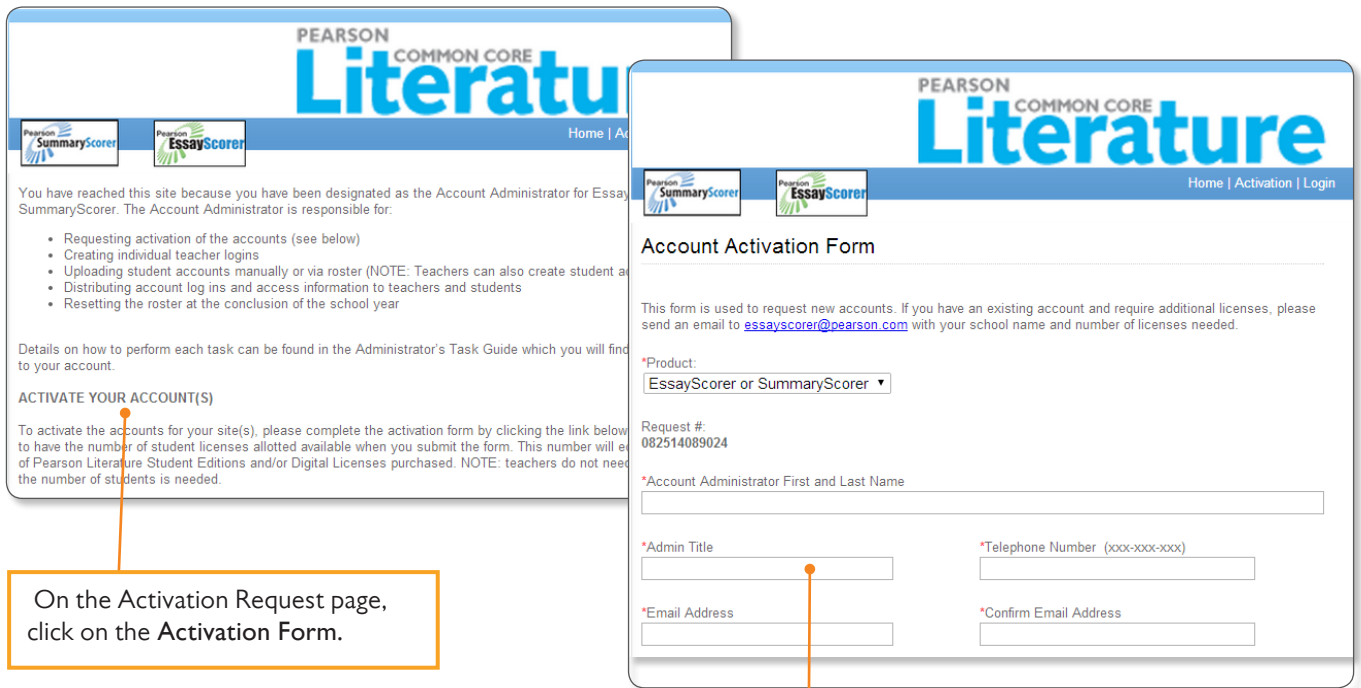 PEARSON
COMMON CORE
Literatu
Pearson
SummaryScorer
Pearson
EssayScorer
Home |
You have reached this site because you have been designated as the Account Administrator for Essay
SummaryScorer. The Account Administrator is responsible for:
• Requesting activation of the accounts (see below)
• Creating individual teacher logins
• Uploading student accounts manually or via roster (NOTE: Teachers can also create student a
• Distributing account log ins and access information to teachers and students
• Resetting the roster at the conclusion of the school year
Details on how to perform each task can be found in the Administrator's Task Guide which you will find
to your account.
ACTIVATE YOUR ACCOUNT(S)
To activate the accounts for your site(s), please complete the activation form by clicking the link below
to have the number of student licenses allotted available when you submit the form. This number will e
of Pearson Literature Student Editions and/or Digital Licenses purchased. NOTE: teachers do not need
the number of students is needed.
On the Activation Request page,
click on the Activation Form.
PEARSON
COMMON CORE
Literature
Pearson
SummaryScorer
Pearson
EssayScorer
Home | Activation | Login
Account Activation Form
This form is used to request new accounts. If you have an existing account and require additional licenses, please
send an email to essayscorer@pearson.com with your school name and number of licenses needed.
*Product:
EssayScorer or SummaryScorer
Request #:
082514089024
*Account Administrator First and Last Name
*Admin Title
*Telephone Number (xxx-xxx-xxx)
*Email Address
*Confirm Email Address